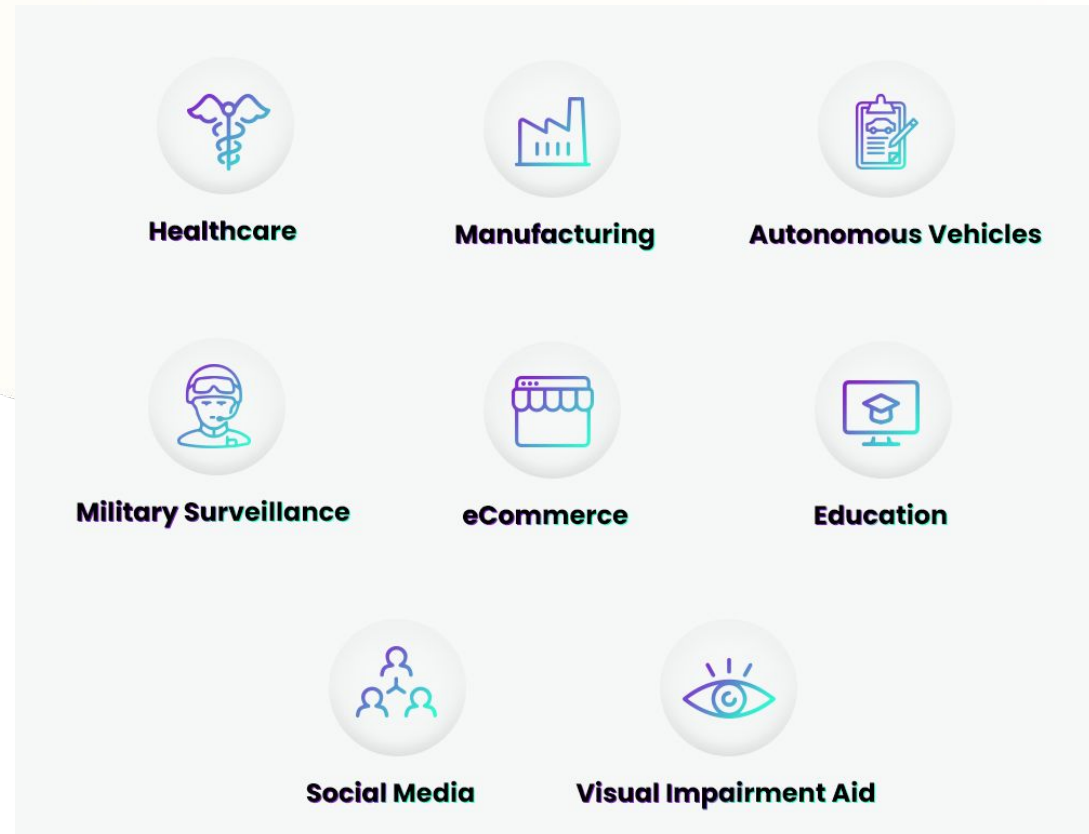 Healthcare
Manufacturing
Autonomous Vehicles
Military Surveillance
eCommerce
Education
Social Media
Visual Impairment Aid